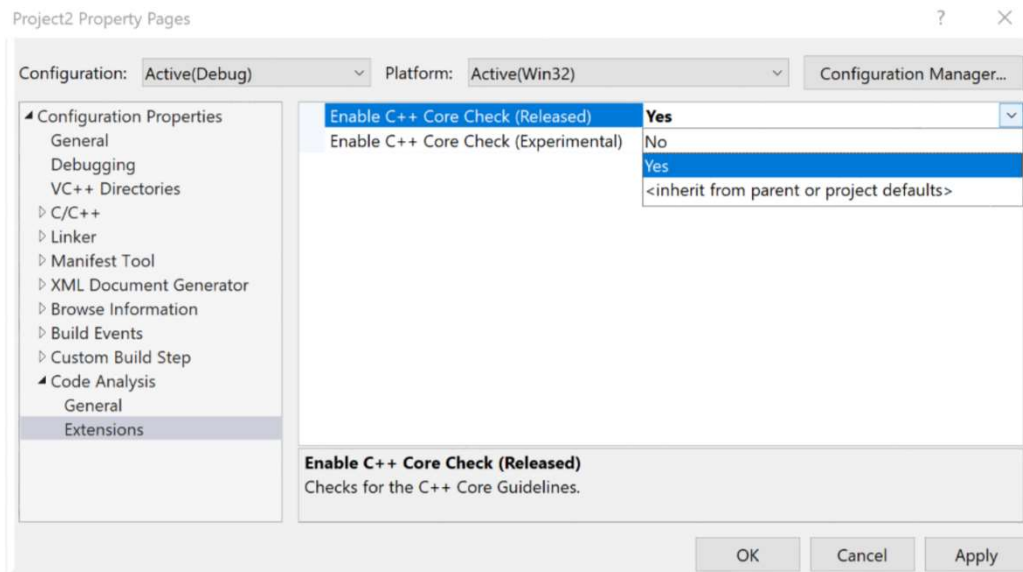 Project2 Property Pages
?
Configuration: Active(Debug) Platform: Active(Win32) Configuration Manager...
Configuration Properties
General
Debugging
VC++ Directories
C/C++
Linker
Manifest Tool
XML Document Generator
Browse Information
Build Events
Custom Build Step
Code Analysis
General
Extensions
Enable C++ Core Check (Released) Yes
Enable C++ Core Check (Experimental) No
Yes
<inherit from parent or project defaults>
Enable C++ Core Check (Released)
Checks for the C++ Core Guidelines.
OK Cancel Apply